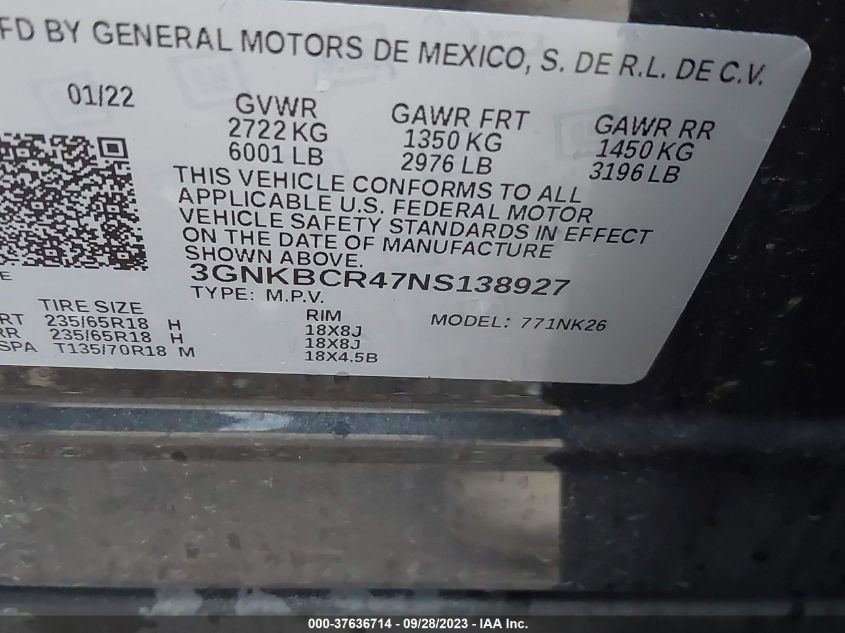 FD BY GENERAL MOTORS DE MEXICO, S. DE R.L. DE C.V.
01/22 GVWR GAWR FRT GAWR RR
2722 KG 1350 KG 1450 KG
6001 LB 2976 LB 3196 LB
THIS VEHICLE CONFORMS TO ALL
APPLICABLE U.S. FEDERAL MOTOR
VEHICLE SAFETY STANDARDS IN EFFECT
ON THE DATE OF MANUFACTURE
SHOWN ABOVE.
3GNKBCR47NS138927
TYPE: M.P.V.
E
TIRE SIZE RIM MODEL: 771NK26
RT 235/65R18 H 18X8J
RR 235/65R18 H 18X8J
SPA T135/70R18 M 18X4.5B
000-37636714 - 09/28/2023 - IAA Inc.